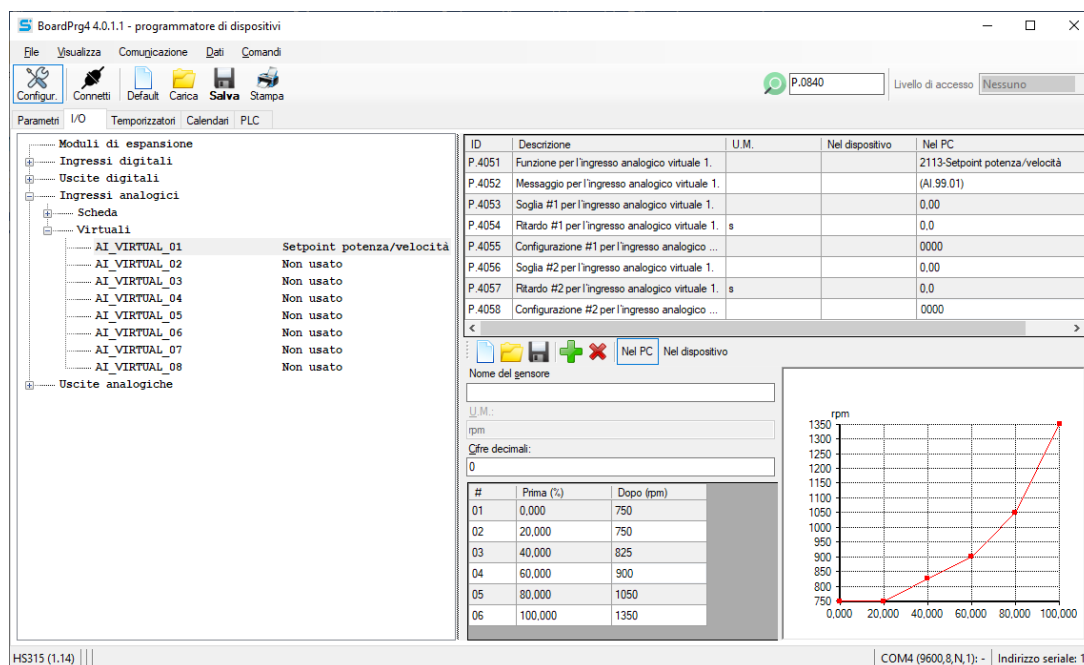 BoardPrg4 4.0.1.1 - programmatore di dispositivi
File Visualizza Comunicazione Dati Comandi
Configur. Connetti Default Carica Salva Stampa
P.0840
Livello di accesso Nessuno
Parametri I/O Temporizzatori Calendari PLC
Moduli di espansione
Ingressi digitali
Uscite digitali
Ingressi analogici
Scheda
Virtuali
AI_VIRTUAL_01 Setpoint potenza/velocità
AI_VIRTUAL_02 Non usato
AI_VIRTUAL_03 Non usato
AI_VIRTUAL_04 Non usato
AI_VIRTUAL_05 Non usato
AI_VIRTUAL_06 Non usato
AI_VIRTUAL_07 Non usato
AI_VIRTUAL_08 Non usato
Uscite analogiche
ID Descrizione U.M. Nel dispositivo Nel PC
P.4051 Funzione per l'ingresso analogico virtuale 1. 2113-Setpoint potenza/velocità
P.4052 Messaggio per l'ingresso analogico virtuale 1. (AI.99.01)
P.4053 Soglia #1 per l'ingresso analogico virtuale 1. 0,00
P.4054 Ritardo #1 per l'ingresso analogico virtuale 1. s 0,0
P.4055 Configurazione #1 per l'ingresso analogico ... 0000
P.4056 Soglia #2 per l'ingresso analogico virtuale 1. 0,00
P.4057 Ritardo #2 per l'ingresso analogico virtuale 1. s 0,0
P.4058 Configurazione #2 per l'ingresso analogico ... 0000
Nel PC Nel dispositivo
Nome del sensore
U.M.:
rpm
Cifre decimali:
0
# Prima (%) Dopo (rpm)
01 0,000 750
02 20,000 750
03 40,000 825
04 60,000 900
05 80,000 1050
06 100,000 1350
rpm
1350
1300
1250
1200
1150
1100
1050
1000
950
900
850
800
750
0,000 20,000 40,000 60,000 80,000 100,000
HS315 (1.14)
COM4 (9600,8,N,1): - Indirizzo seriale: 1